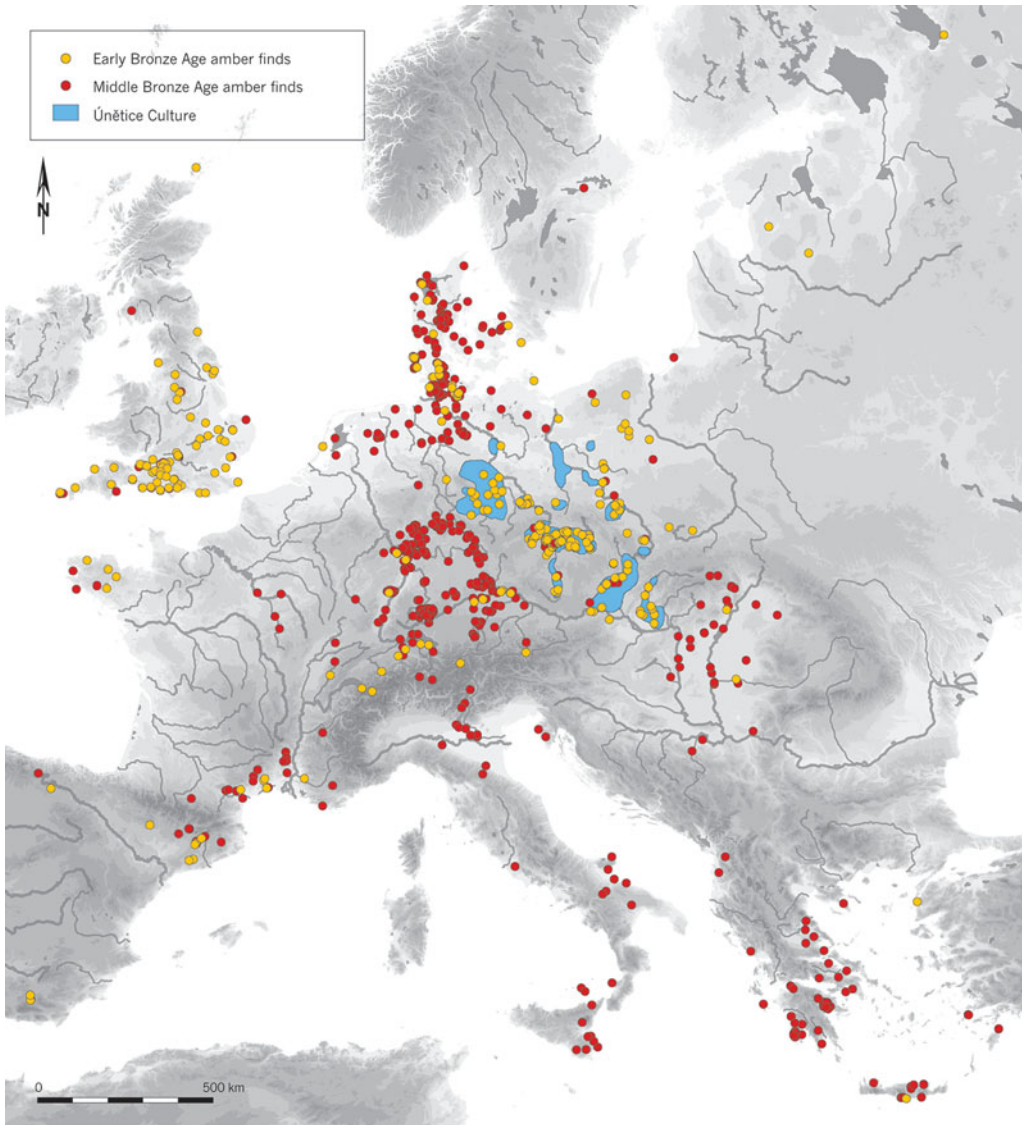 Early Bronze Age amber finds
Middle Bronze Age amber finds
Únětice Culture
N
0 500 km